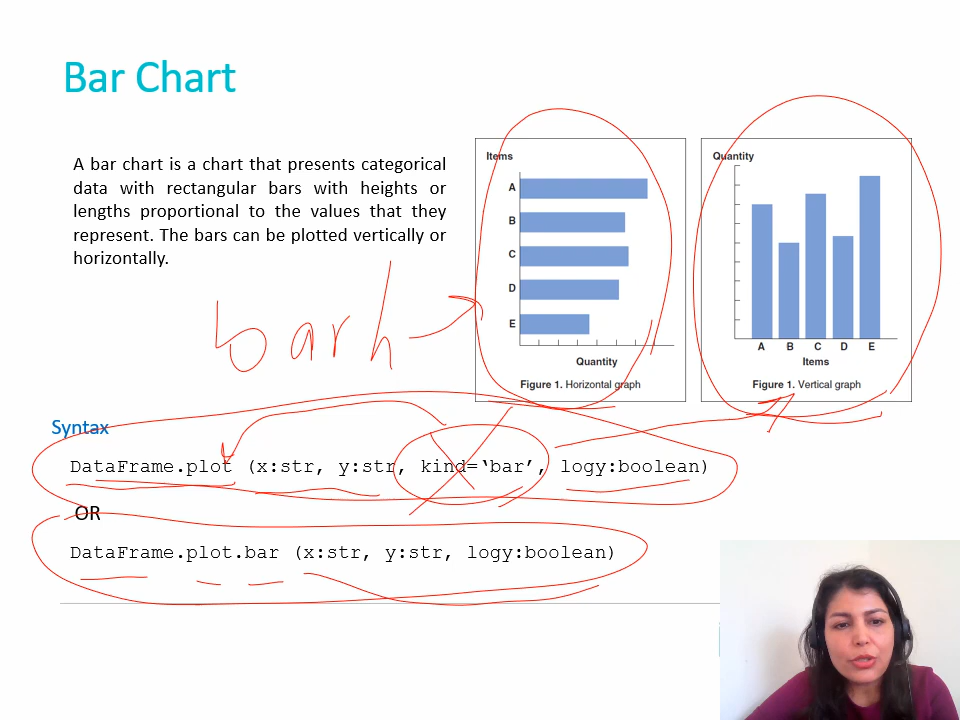 Bar Chart
A bar chart is a chart that presents categorical
data with rectangular bars with heights or
lengths proportional to the values that they
represent. The bars can be plotted vertically or
horizontally.
Items
A
B
C
D
E
Quantity
Figure 1. Horizontal graph
Quantity
A B C D E
Items
Figure 1. Vertical graph
barh
Syntax
DataFrame.plot (x:str, y:str, kind=‘bar’, logy:boolean)
OR
DataFrame.plot.bar (x:str, y:str, logy:boolean)